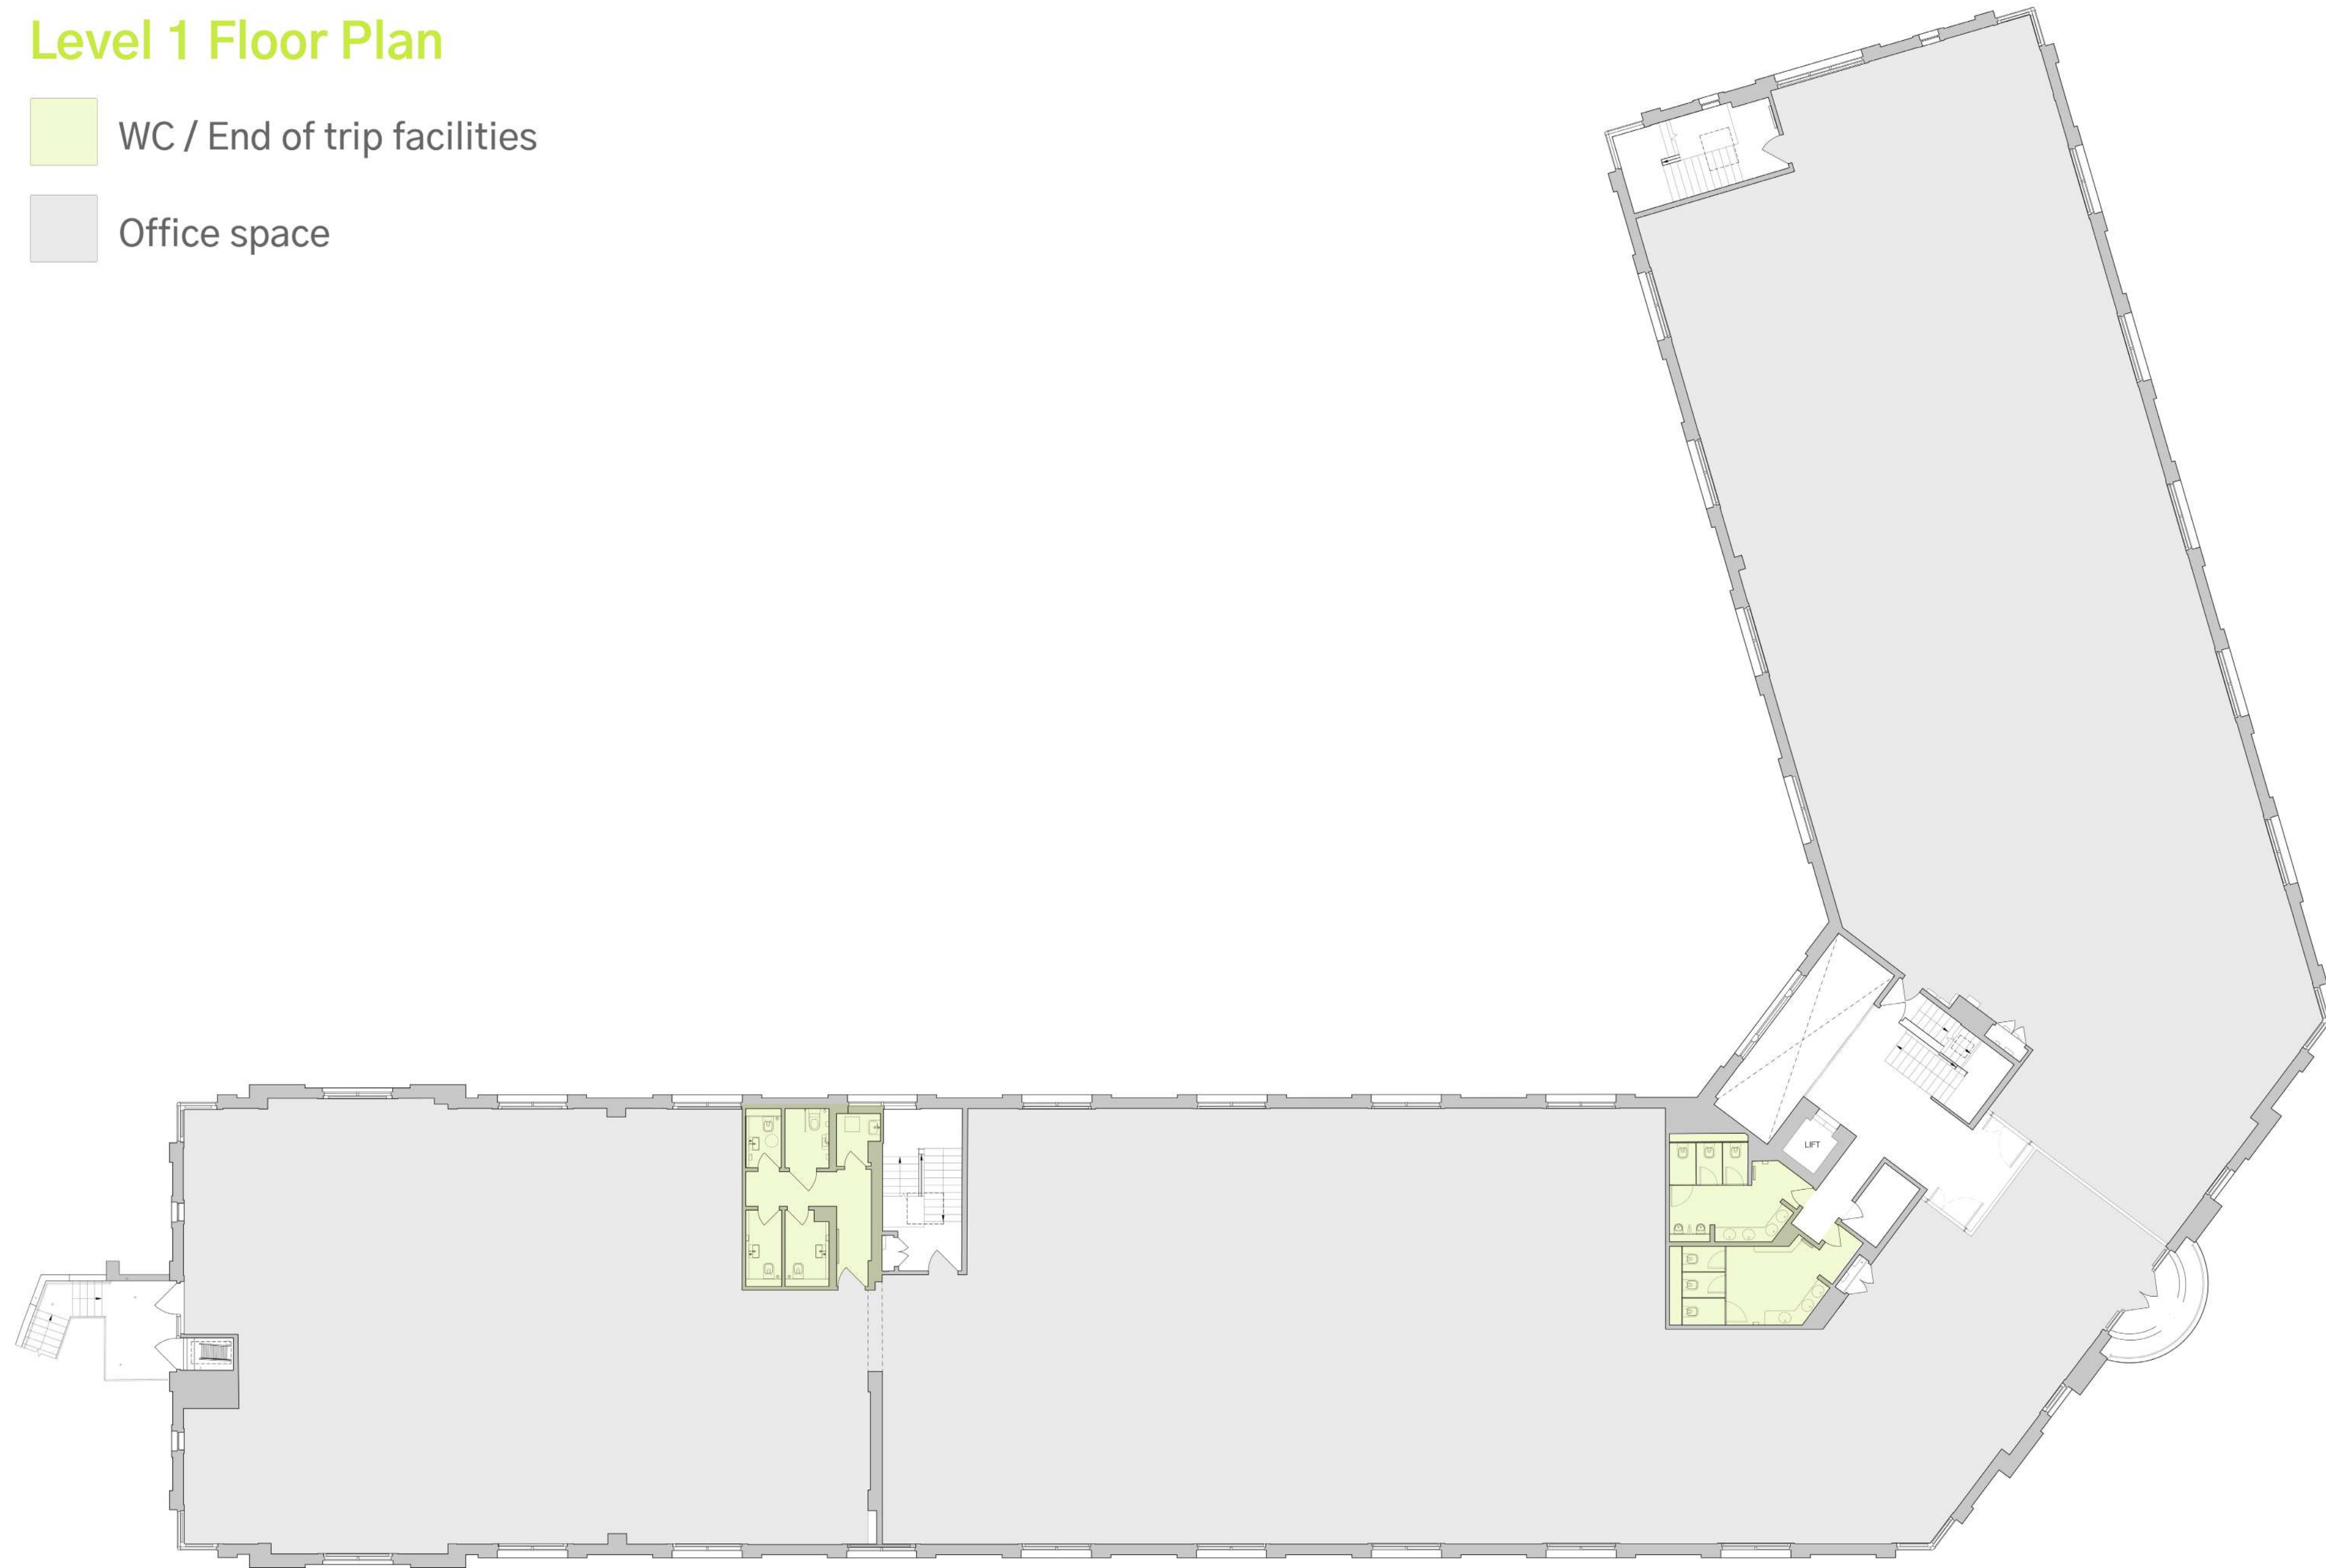 Level 1 Floor Plan
WC / End of trip facilities
Office space
LIFT